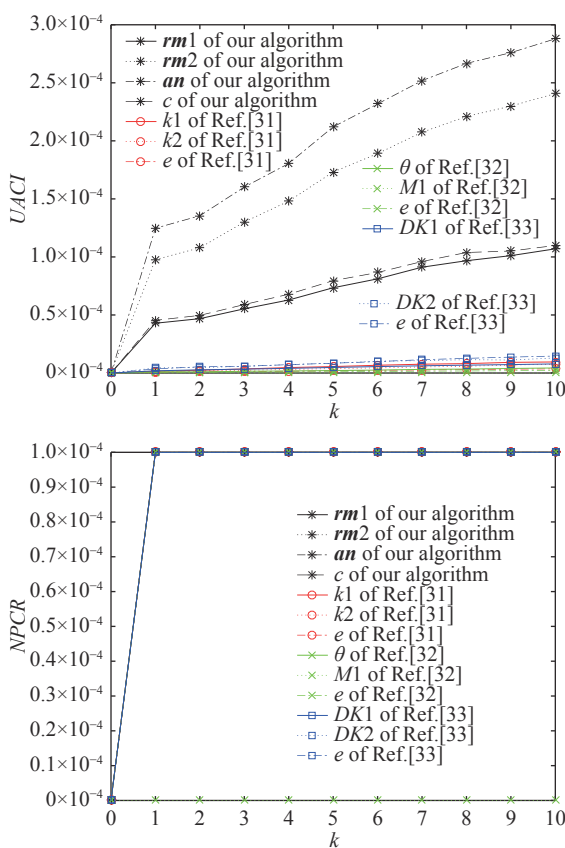 3.0×10⁻⁴
2.5×10⁻⁴
2.0×10⁻⁴
1.5×10⁻⁴
1.0×10⁻⁴
0.5×10⁻⁴
0×10⁻⁴
UACI
rm1 of our algorithm
rm2 of our algorithm
an of our algorithm
c of our algorithm
k1 of Ref.[31]
k2 of Ref.[31]
e of Ref.[31]
θ of Ref.[32]
M1 of Ref.[32]
e of Ref.[32]
DK1 of Ref.[33]
DK2 of Ref.[33]
e of Ref.[33]
0 1 2 3 4 5 6 7 8 9 10
k
1.0×10⁻⁴
0.9×10⁻⁴
0.8×10⁻⁴
0.7×10⁻⁴
0.6×10⁻⁴
0.5×10⁻⁴
0.4×10⁻⁴
0.3×10⁻⁴
0.2×10⁻⁴
0.1×10⁻⁴
0×10⁻⁴
NPCR
rm1 of our algorithm
rm2 of our algorithm
an of our algorithm
c of our algorithm
k1 of Ref.[31]
k2 of Ref.[31]
e of Ref.[31]
θ of Ref.[32]
M1 of Ref.[32]
e of Ref.[32]
DK1 of Ref.[33]
DK2 of Ref.[33]
e of Ref.[33]
0 1 2 3 4 5 6 7 8 9 10
k